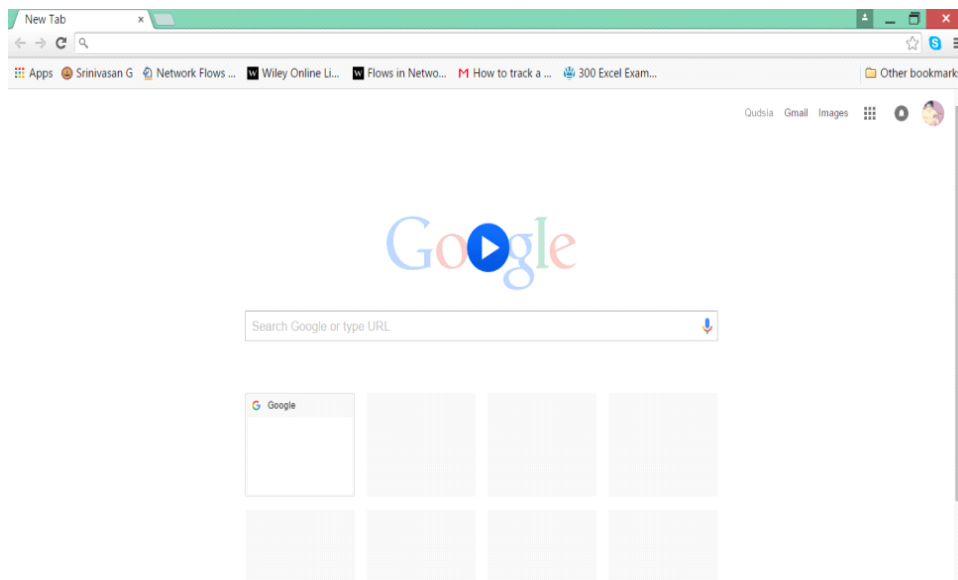 New Tab
Apps Srinivasan G Network Flows ... Wiley Online Li... Flows in Netwo... How to track a ... 300 Excel Exam... Other bookmark
Qudsia Gmail Images
Google
Search Google or type URL
Google